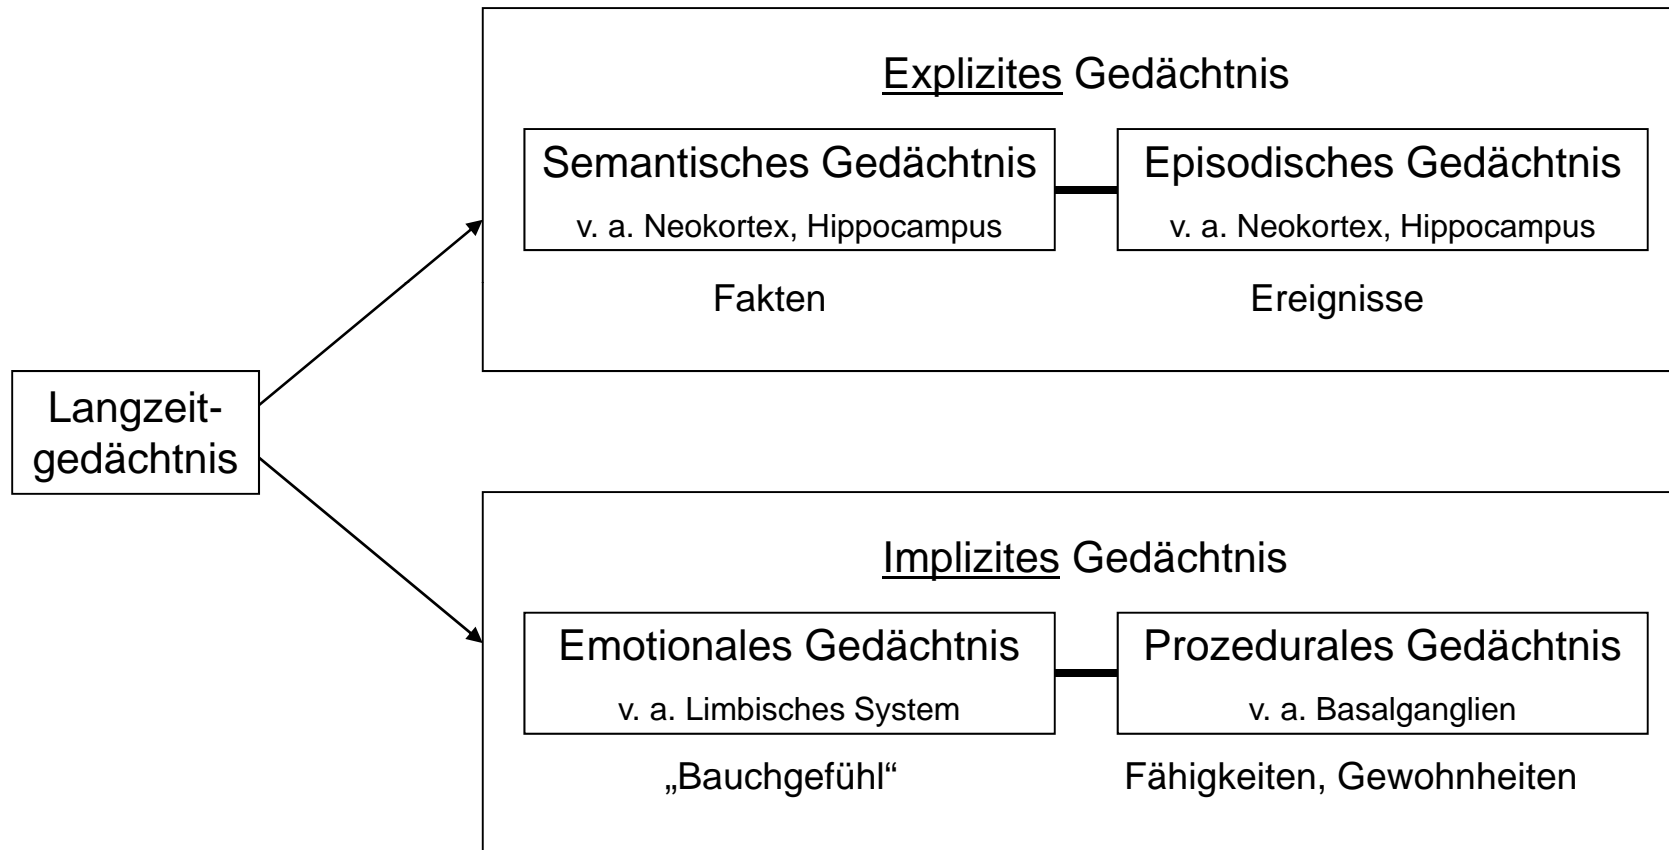 Explizites Gedächtnis
Semantisches Gedächtnis
v. a. Neokortex, Hippocampus
Fakten
Episodisches Gedächtnis
v. a. Neokortex, Hippocampus
Ereignisse
Langzeit-
gedächtnis
Implizites Gedächtnis
Emotionales Gedächtnis
v. a. Limbisches System
„Bauchgefühl“
Prozedurales Gedächtnis
v. a. Basalganglien
Fähigkeiten, Gewohnheiten